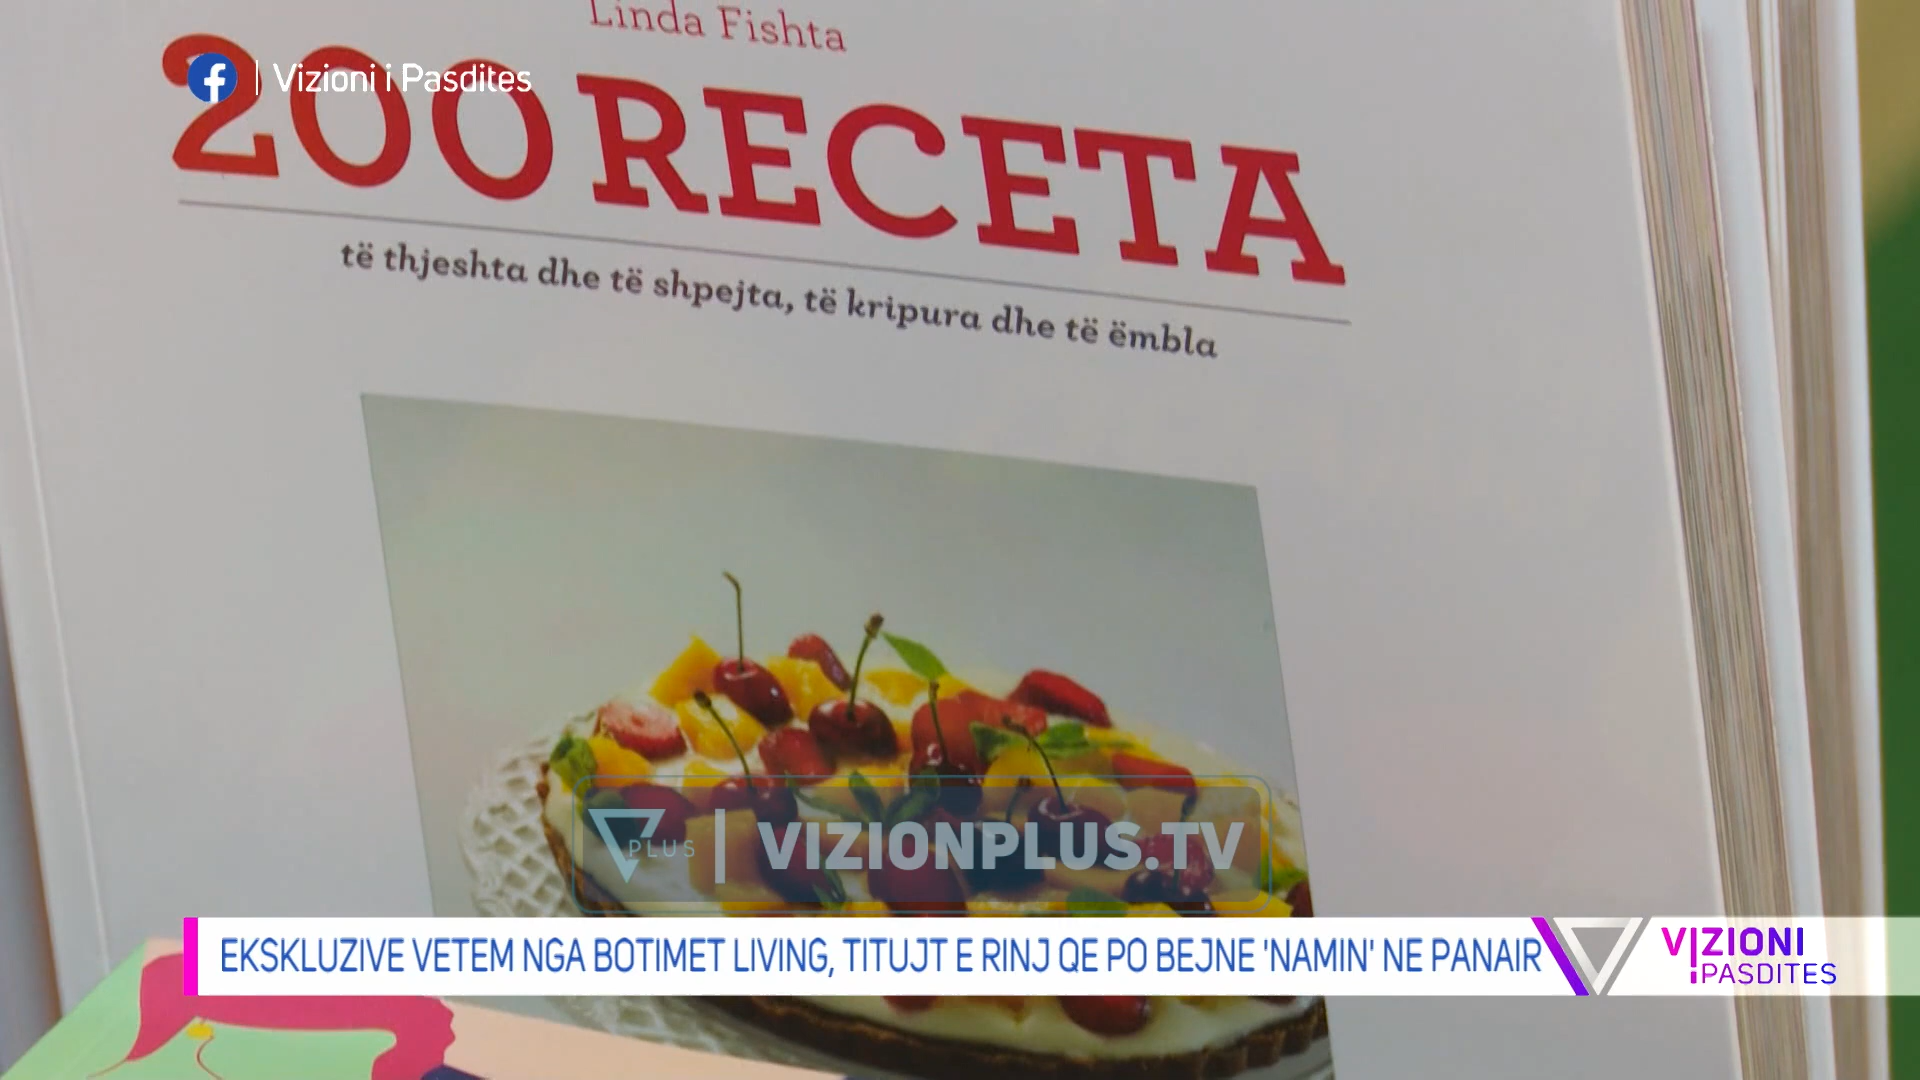 Linda Fishta
| Vizioni i Pasdites
200 RECETA
të thjeshta dhe të shpejta, të kripura dhe të ëmbla
PLUS | VIZIONPLUS.TV
EKSKLUZIVE VETEM NGA BOTIMET LIVING, TITUJT E RINJ QE PO BEJNE 'NAMIN' NE PANAIR
VIZIONI
PASDITES